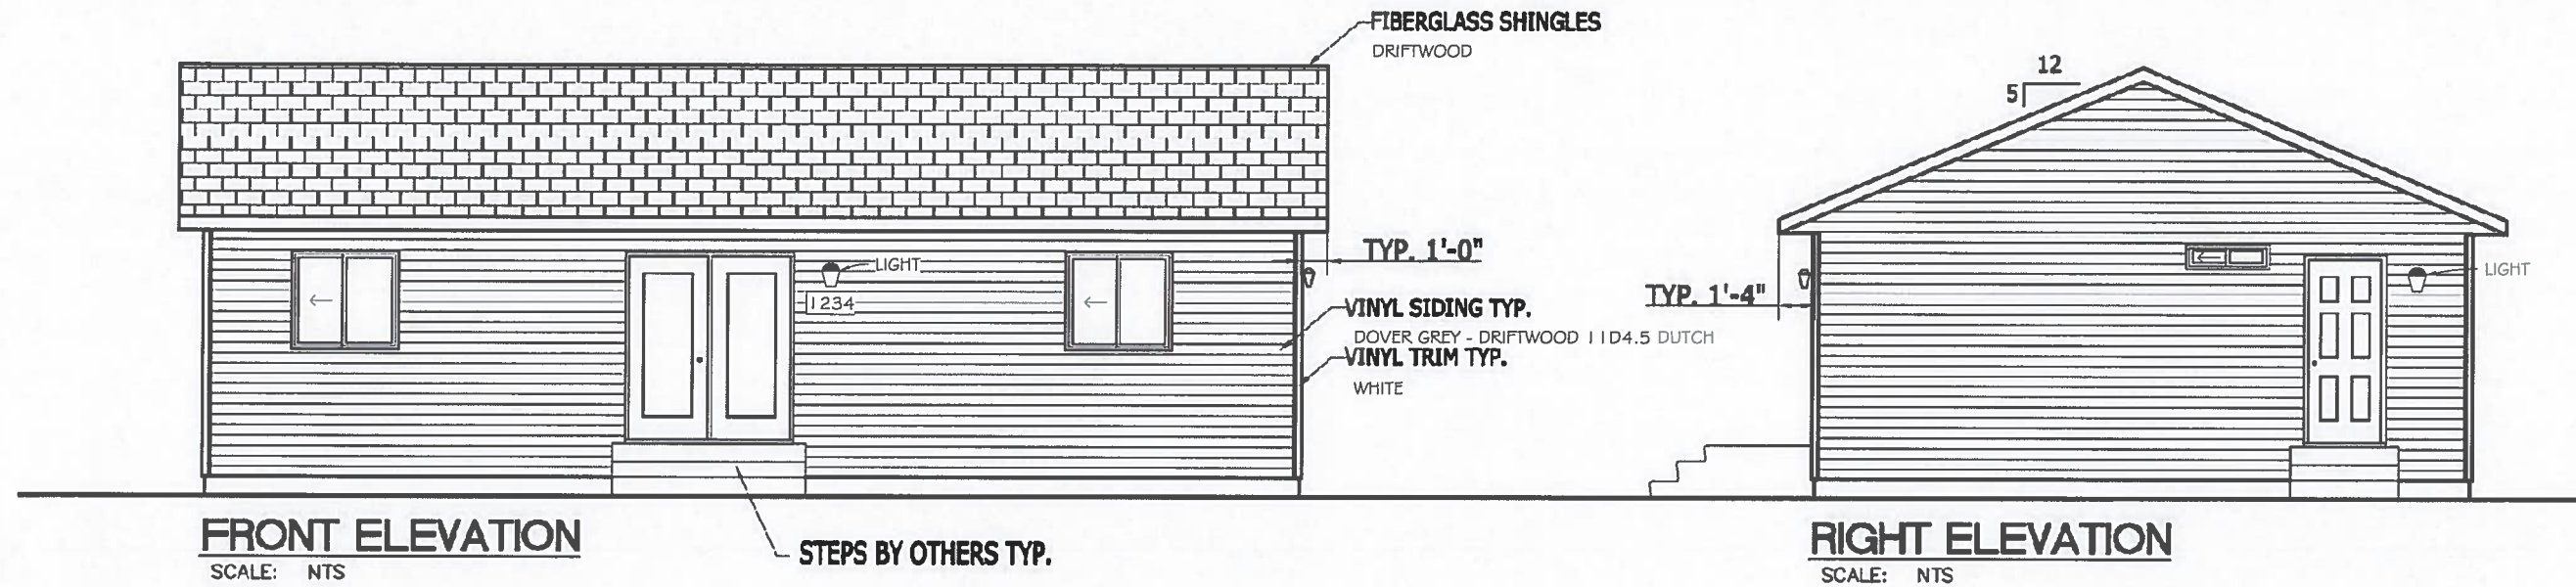 FIBERGLASS SHINGLES
DRIFTWOOD
12
5
TYP. 1'-0"
LIGHT
1234
VINYL SIDING TYP.
DOVER GREY - DRIFTWOOD 11D4.5 DUTCH
VINYL TRIM TYP.
WHITE
TYP. 1'-4"
LIGHT
FRONT ELEVATION
SCALE: NTS
STEPS BY OTHERS TYP.
RIGHT ELEVATION
SCALE: NTS